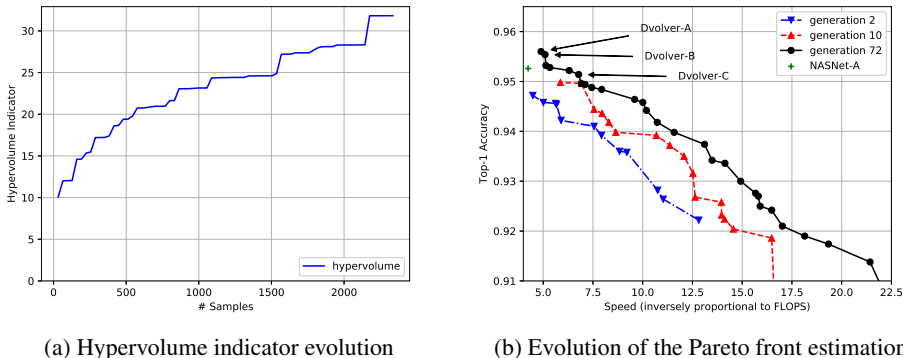 30
25
20
15
10
5
0
Hypervolume Indicator
0
500
1000
1500
2000
# Samples
hypervolume
(a) Hypervolume indicator evolution
0.96
0.95
0.94
0.93
0.92
0.91
Top-1 Accuracy
5.0
7.5
10.0
12.5
15.0
17.5
20.0
22.5
Speed (inversely proportional to FLOPS)
Dvolver-A
Dvolver-B
Dvolver-C
generation 2
generation 10
generation 72
NASNet-A
(b) Evolution of the Pareto front estimation